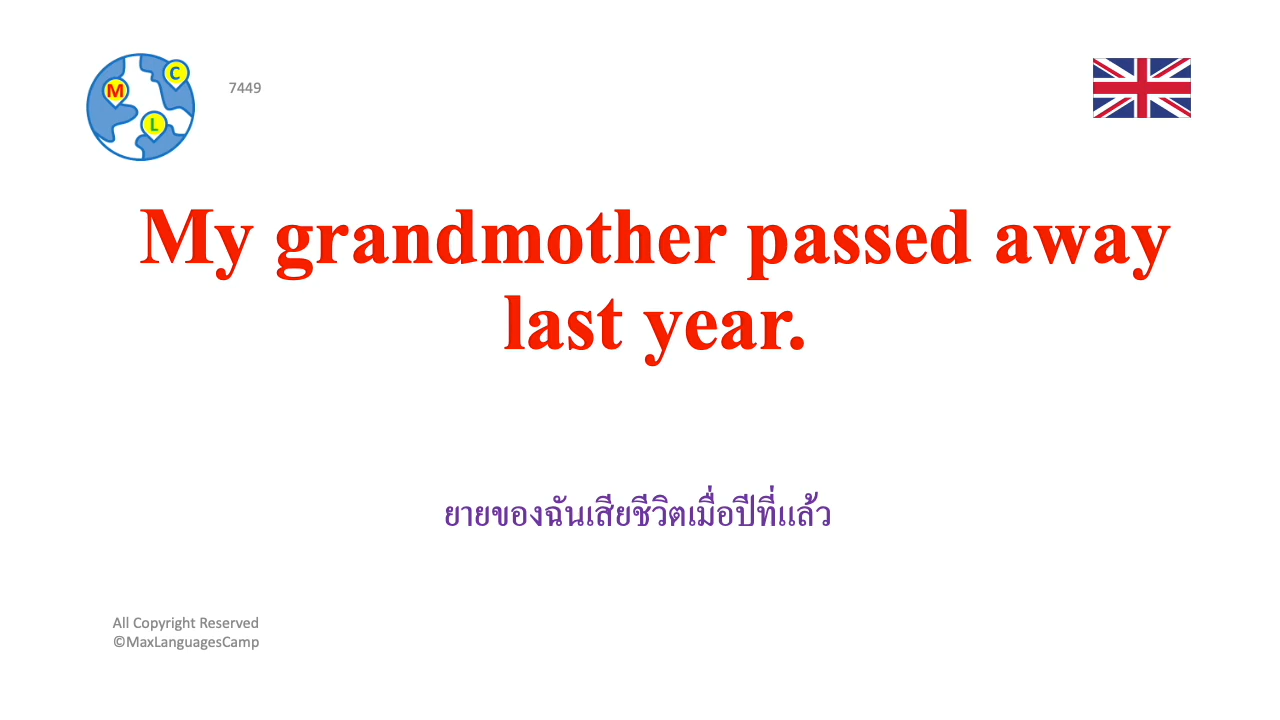 C
M
L
7449
My grandmother passed away
last year.
ยายของฉันเสียชีวิตเมื่อปีที่แล้ว
All Copyright Reserved
©MaxLanguagesCamp